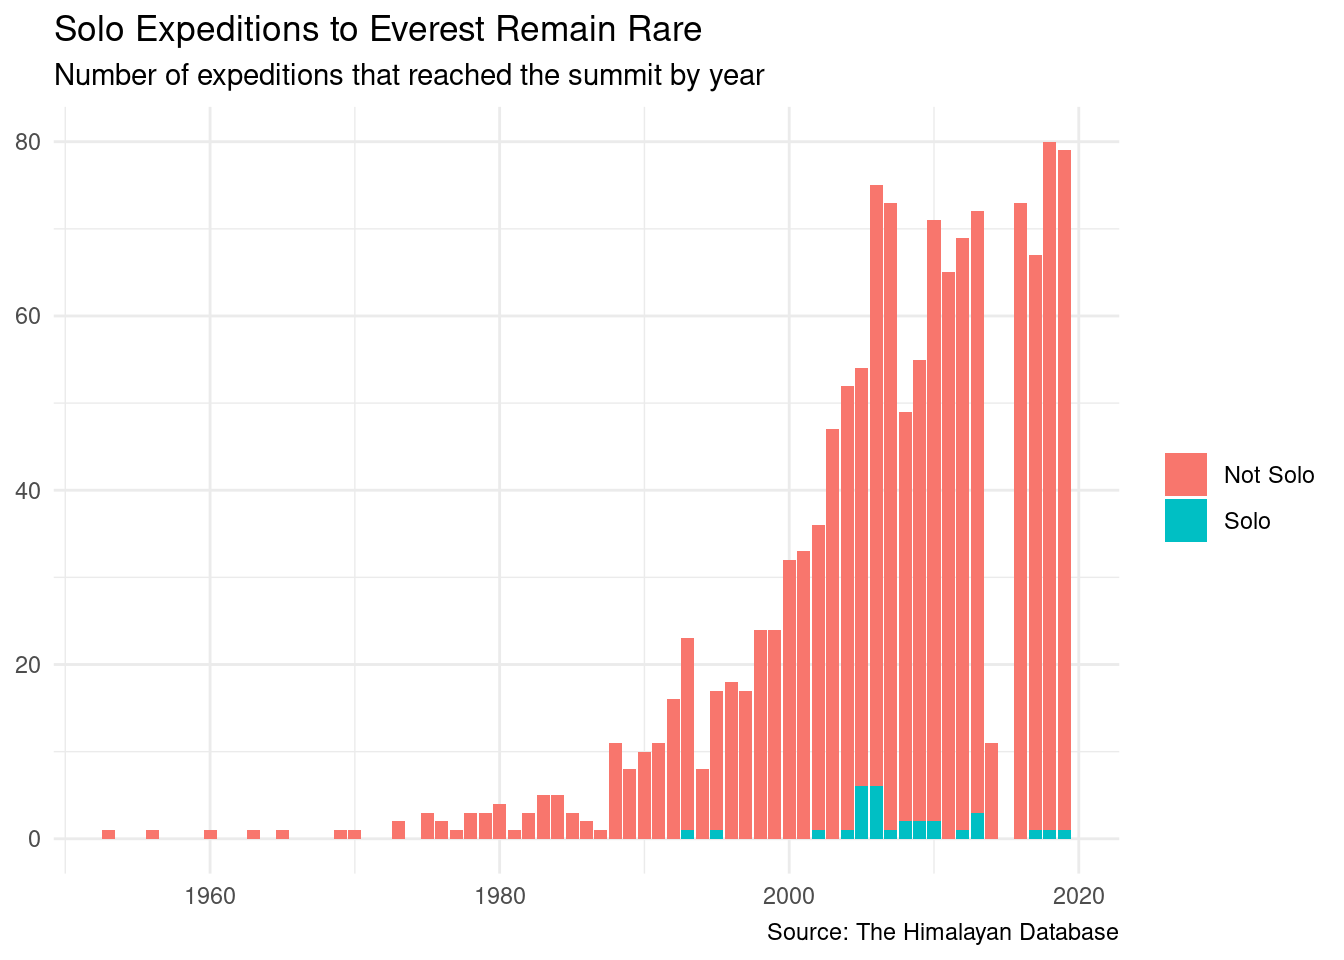 Solo Expeditions to Everest Remain Rare
Number of expeditions that reached the summit by year
80
60
40
20
0
1960 1980 2000 2020
Not Solo
Solo
Source: The Himalayan Database